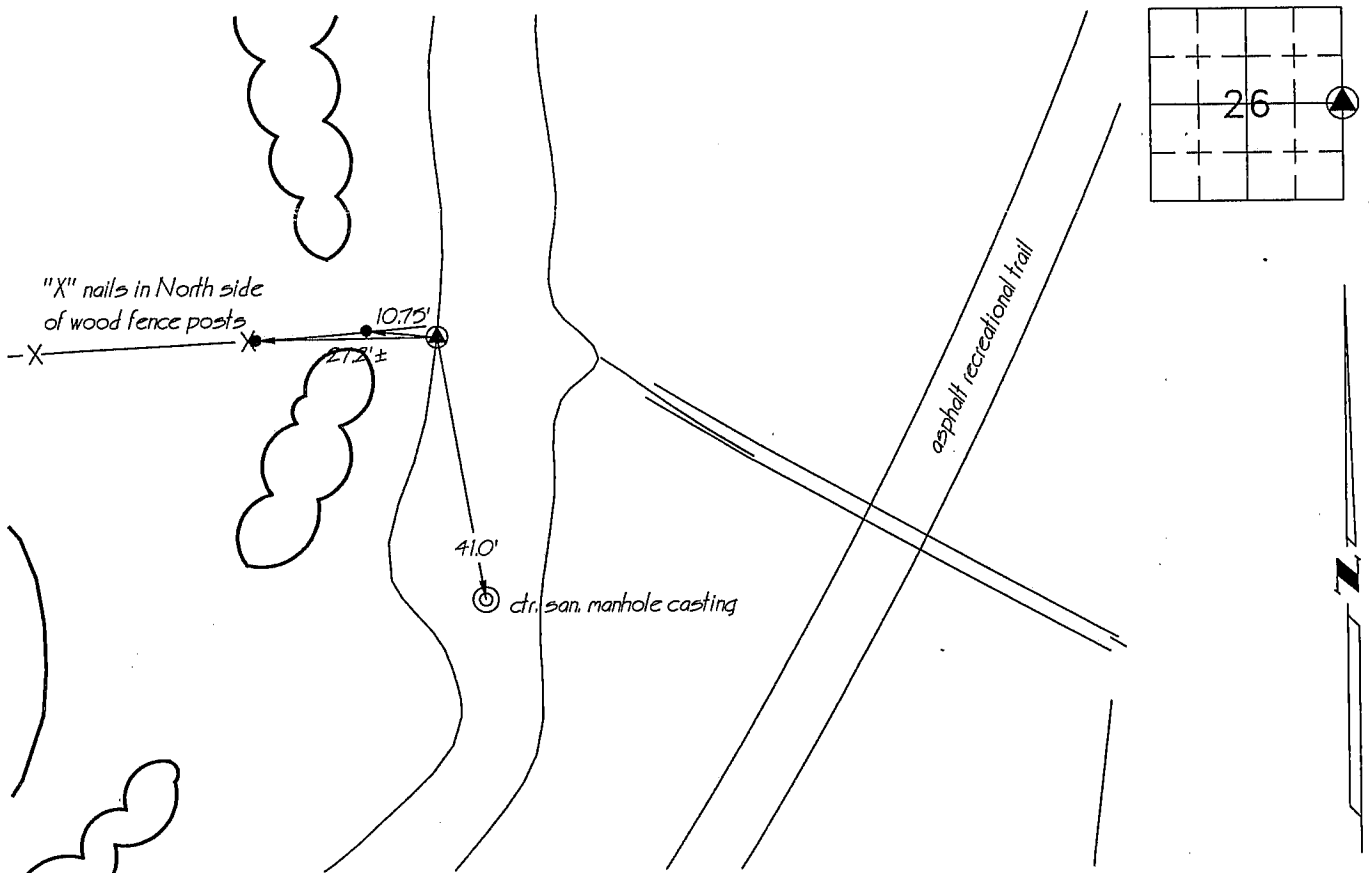 26
"X" nails in North side
of wood fence posts
10.75'
27.2'±
X
X
41.0'
ctr. san. manhole casting
asphalt recreational trail
N